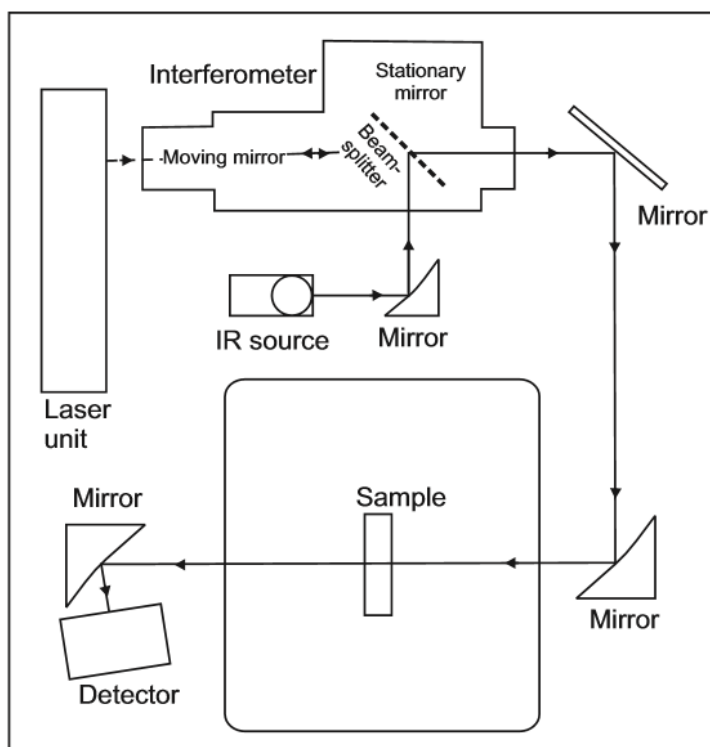 Interferometer
Stationary
mirror
Moving mirror
Beam-
splitter
Mirror
IR source
Mirror
Laser
unit
Mirror
Sample
Mirror
Detector